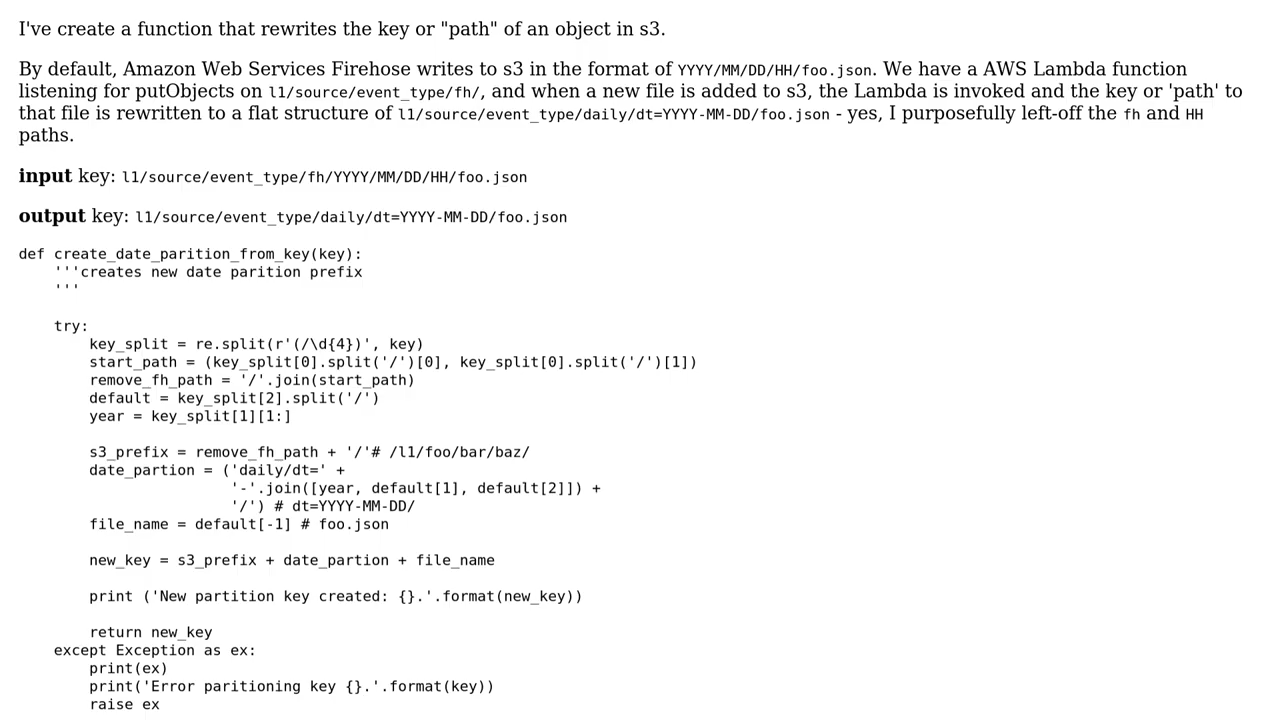 I've create a function that rewrites the key or "path" of an object in s3.
By default, Amazon Web Services Firehose writes to s3 in the format of YYYY/MM/DD/HH/foo.json. We have a AWS Lambda function
listening for putObjects on l1/source/event_type/fh/, and when a new file is added to s3, the Lambda is invoked and the key or 'path' to
that file is rewritten to a flat structure of l1/source/event_type/daily/dt=YYYY-MM-DD/foo.json - yes, I purposefully left-off the fh and HH
paths.
input key: l1/source/event_type/fh/YYYY/MM/DD/HH/foo.json
output key: l1/source/event_type/daily/dt=YYYY-MM-DD/foo.json
def create_date_parition_from_key(key):
    '''creates new date parition prefix
    '''
    try:
        key_split = re.split(r'(/\d{4})', key)
        start_path = (key_split[0].split('/')[0], key_split[0].split('/')[1])
        remove_fh_path = '/'.join(start_path)
        default = key_split[2].split('/')
        year = key_split[1][1:]
        s3_prefix = remove_fh_path + '/'# /l1/foo/bar/baz/
        date_partion = ('daily/dt=' +
                        '-'.join([year, default[1], default[2]]) +
                        '/') # dt=YYYY-MM-DD/
        file_name = default[-1] # foo.json
        new_key = s3_prefix + date_partion + file_name
        print ('New partition key created: {}.'.format(new_key))
        return new_key
    except Exception as ex:
        print(ex)
        print('Error paritioning key {}.'.format(key))
        raise ex